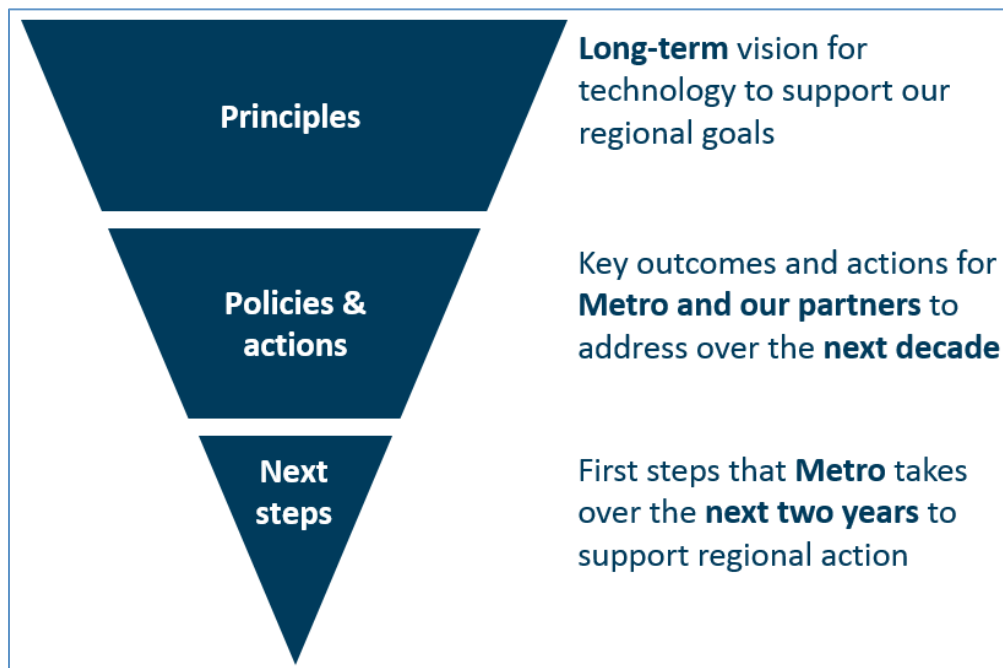 Principles
Long-term vision for
technology to support our
regional goals
Policies &
actions
Key outcomes and actions for
Metro and our partners to
address over the next decade
Next
steps
First steps that Metro takes
over the next two years to
support regional action